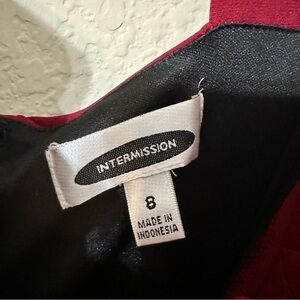 INTERMISSION
8
MADE IN
INDONESIA